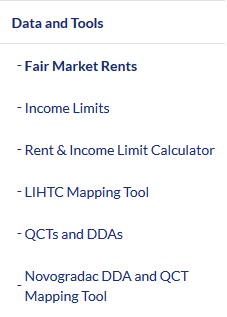 Data and Tools
- Fair Market Rents
- Income Limits
- Rent & Income Limit Calculator
- LIHTC Mapping Tool
- QCTs and DDAs
- Novogradac DDA and QCT
Mapping Tool